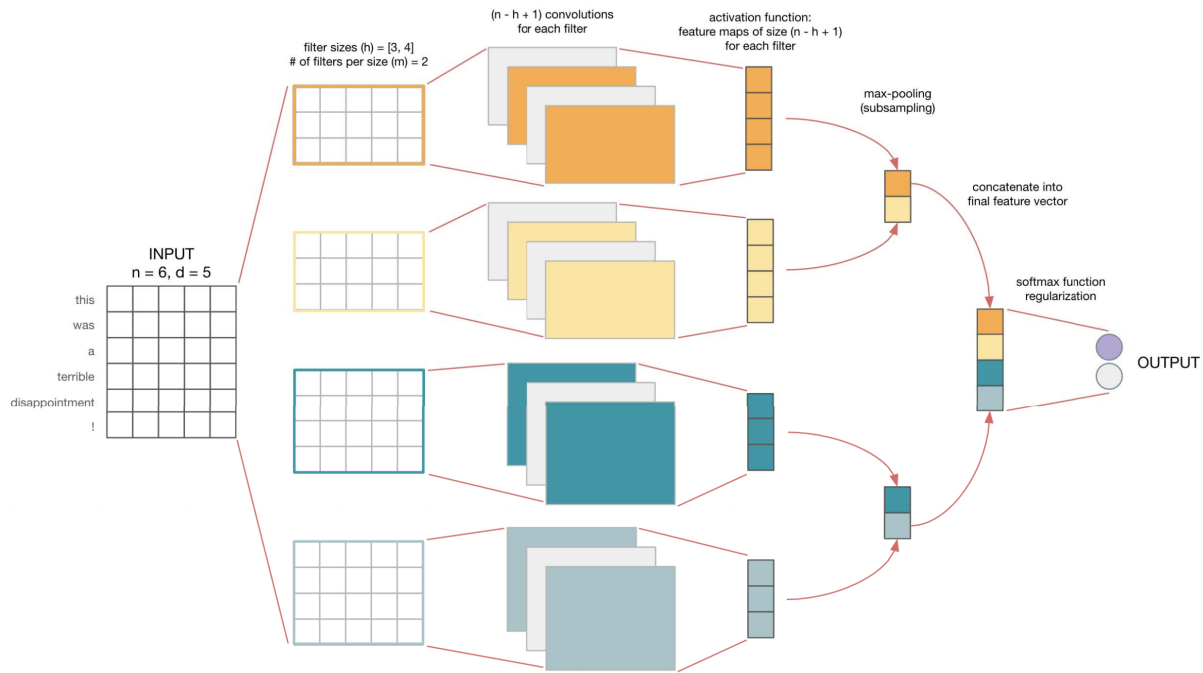 (n - h + 1) convolutions
for each filter
activation function:
feature maps of size (n - h + 1)
for each filter
filter sizes (h) = [3, 4]
# of filters per size (m) = 2
max-pooling
(subsampling)
concatenate into
final feature vector
INPUT
n = 6, d = 5
softmax function
regularization
this
was
a
terrible
disappointment
!
OUTPUT